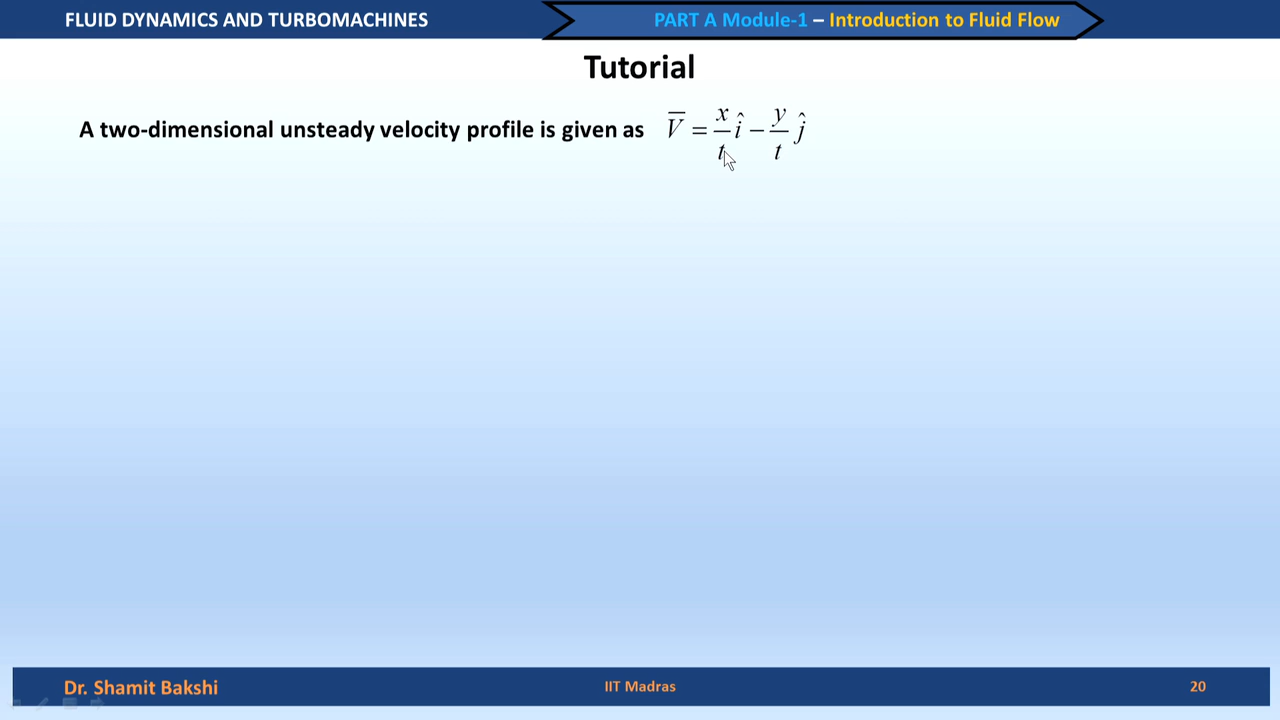 FLUID DYNAMICS AND TURBOMACHINES
PART A Module-1 – Introduction to Fluid Flow
Tutorial
A two-dimensional unsteady velocity profile is given as V̅ = x/t î − y/t ĵ
Dr. Shamit Bakshi
IIT Madras
20